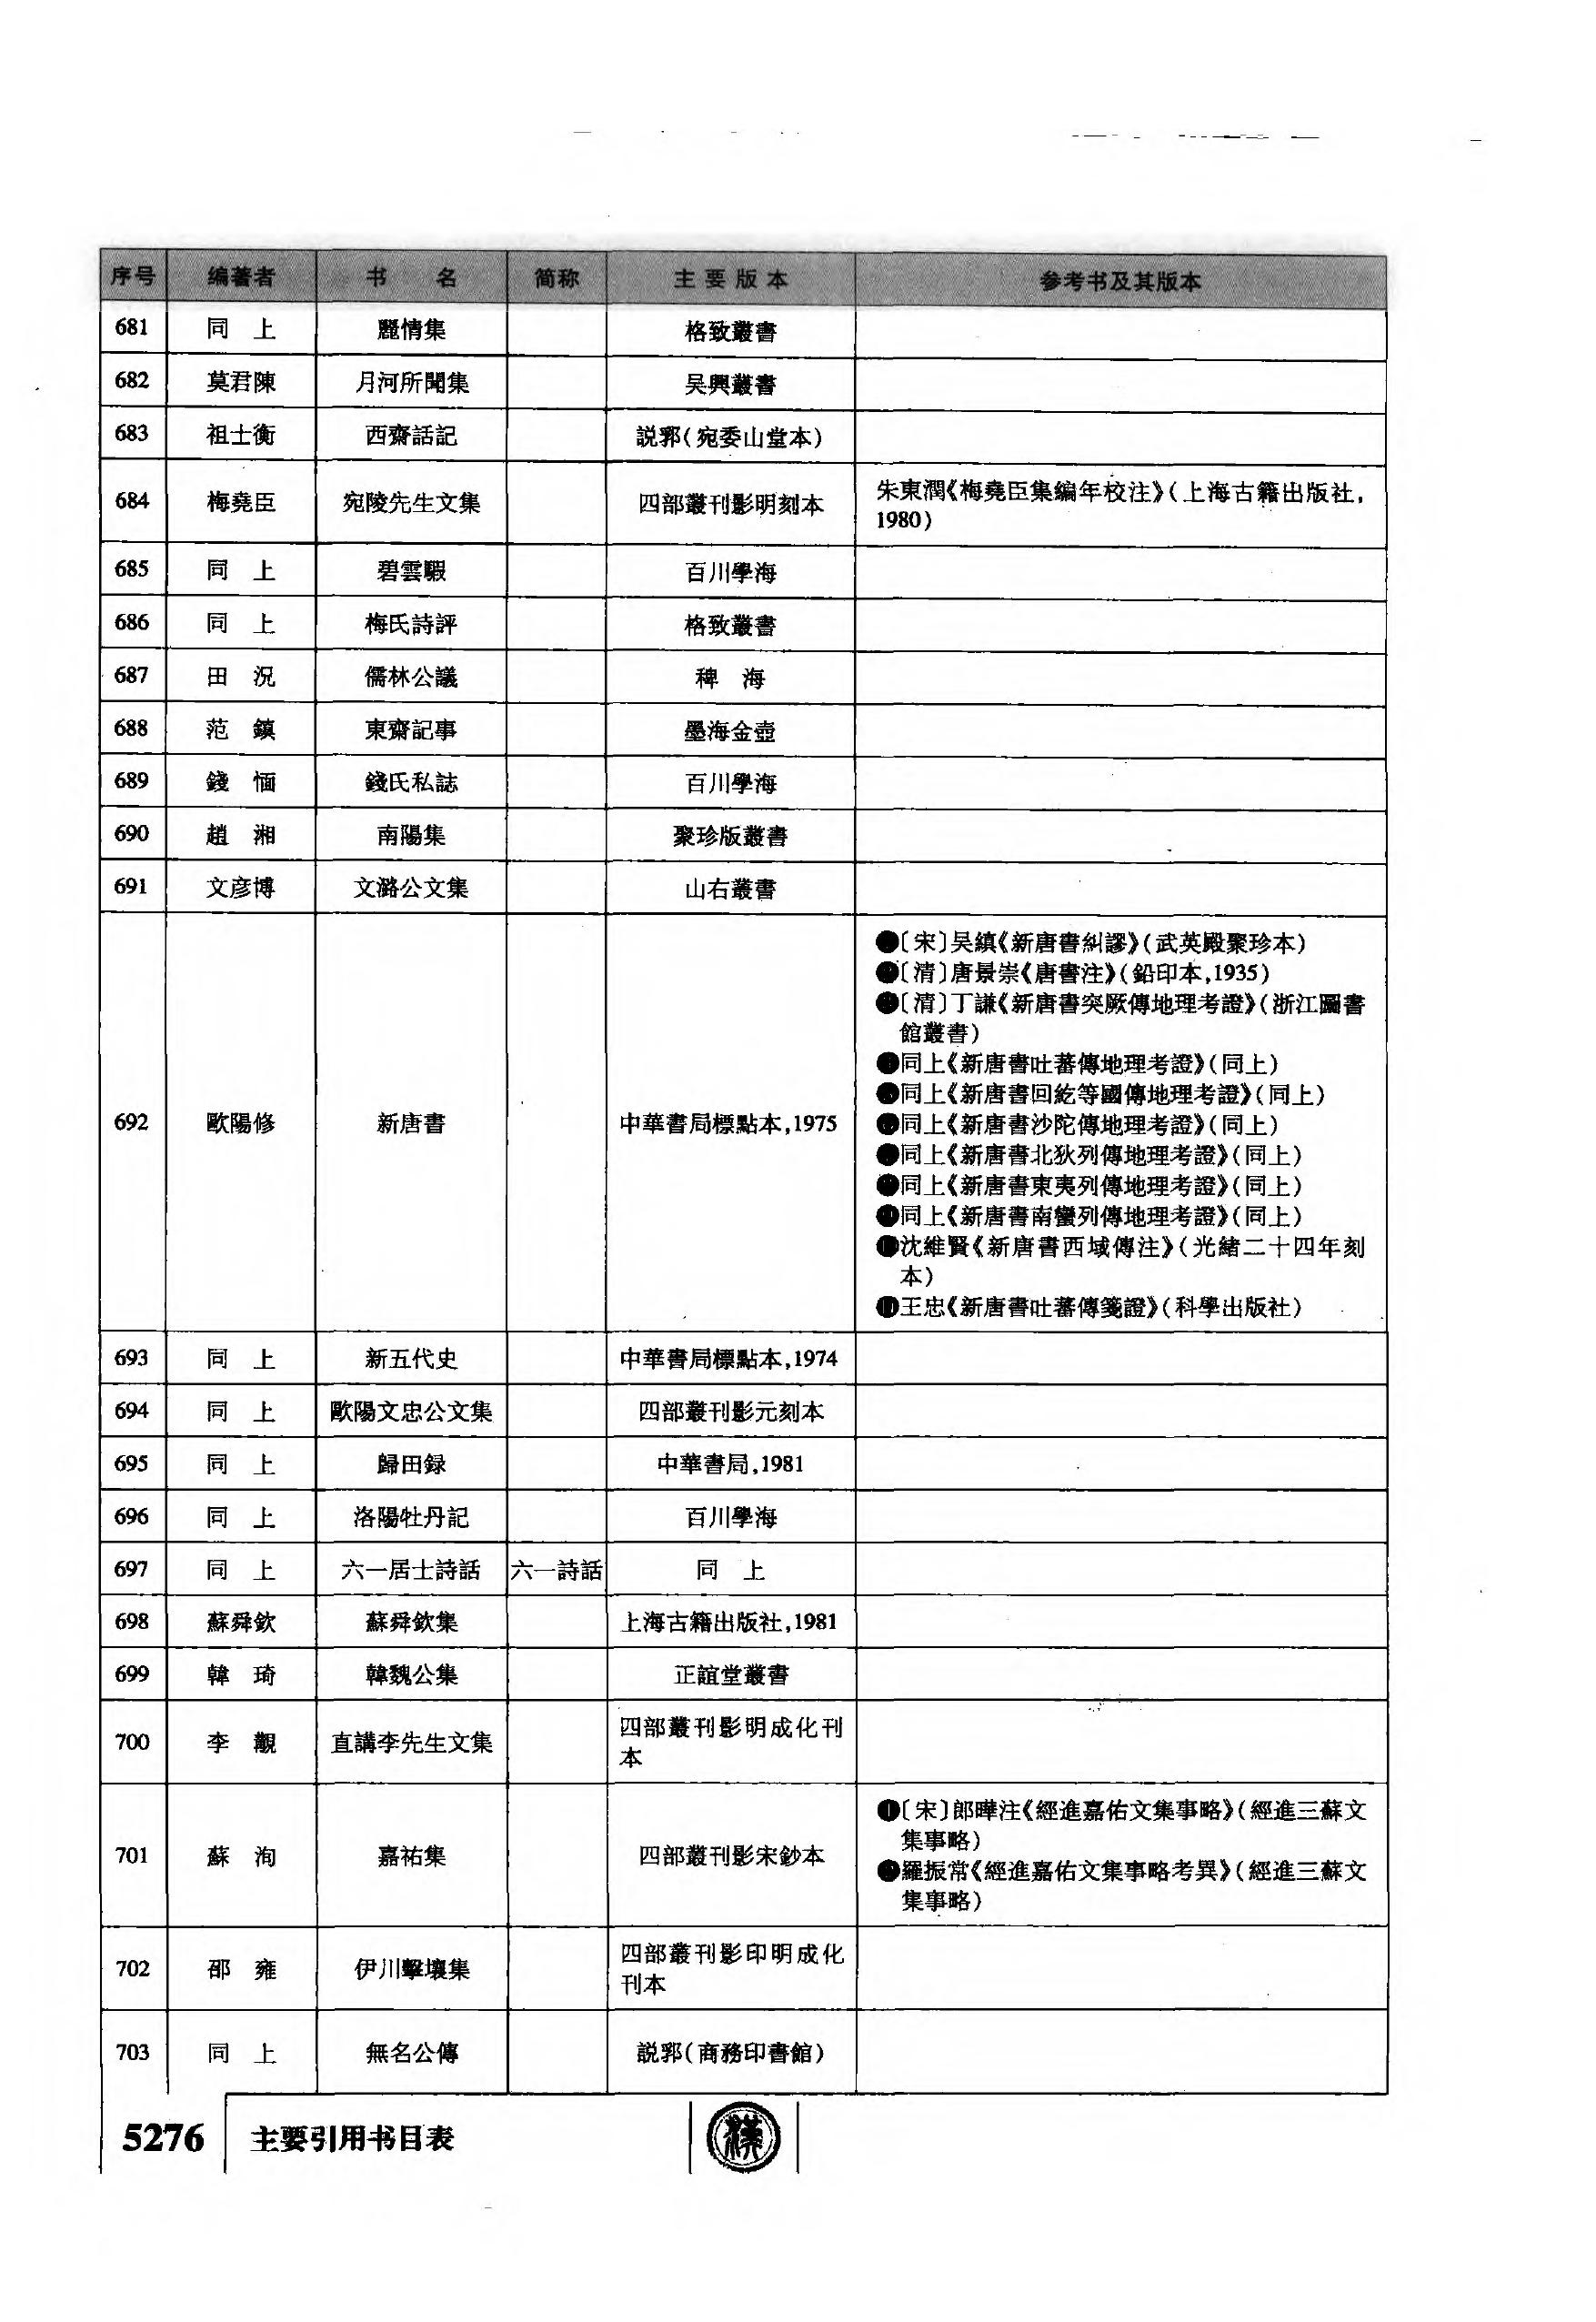 序号 编著者 书 名 简称 主要版本 参考书及其版本
681 同 上 麗情集 格致叢書
682 莫君陳 月河所聞集 吴興叢書
683 祖士衡 西齋話記 説郛(宛委山堂本)
684 梅堯臣 宛陵先生文集 四部叢刊影明刻本 朱東潤《梅堯臣集編年校注》(上海古籍出版社,
1980)
685 同 上 碧雲騢 百川學海
686 同 上 梅氏詩評 格致叢書
687 田 況 儒林公議 稗 海
688 范 鎮 東齋記事 墨海金壺
689 錢 愐 錢氏私誌 百川學海
690 趙 湘 南陽集 聚珍版叢書
691 文彦博 文潞公文集 山右叢書
692 歐陽修 新唐書 中華書局標點本,1975
〔宋〕吴縝《新唐書糾謬》(武英殿聚珍本)
〔清〕唐景崇《唐書注》(鉛印本,1935)
〔清〕丁謙《新唐書突厥傳地理考證》(浙江圖書
館叢書)
同上《新唐書吐蕃傳地理考證》(同上)
同上《新唐書回紇等國傳地理考證》(同上)
同上《新唐書沙陀傳地理考證》(同上)
同上《新唐書北狄列傳地理考證》(同上)
同上《新唐書東夷列傳地理考證》(同上)
同上《新唐書南蠻列傳地理考證》(同上)
沈維賢《新唐書西域傳注》(光緒二十四年刻
本)
王忠《新唐書吐蕃傳箋證》(科學出版社)
693 同 上 新五代史 中華書局標點本,1974
694 同 上 歐陽文忠公文集 四部叢刊影元刻本
695 同 上 歸田録 中華書局,1981
696 同 上 洛陽牡丹記 百川學海
697 同 上 六一居士詩話 六一詩話 同 上
698 蘇舜欽 蘇舜欽集 上海古籍出版社,1981
699 韓 琦 韓魏公集 正誼堂叢書
700 李 覯 直講李先生文集 四部叢刊影明成化刊
本
701 蘇 洵 嘉祐集 四部叢刊影宋鈔本
❶〔宋〕郎曄注《經進嘉佑文集事略》(經進三蘇文
集事略)
羅振常《經進嘉佑文集事略考異》(經進三蘇文
集事略)
702 邵 雍 伊川擊壤集 四部叢刊影印明成化
刊本
703 同 上 無名公傳 説郛(商務印書館)
5276 主要引用书目表
漢